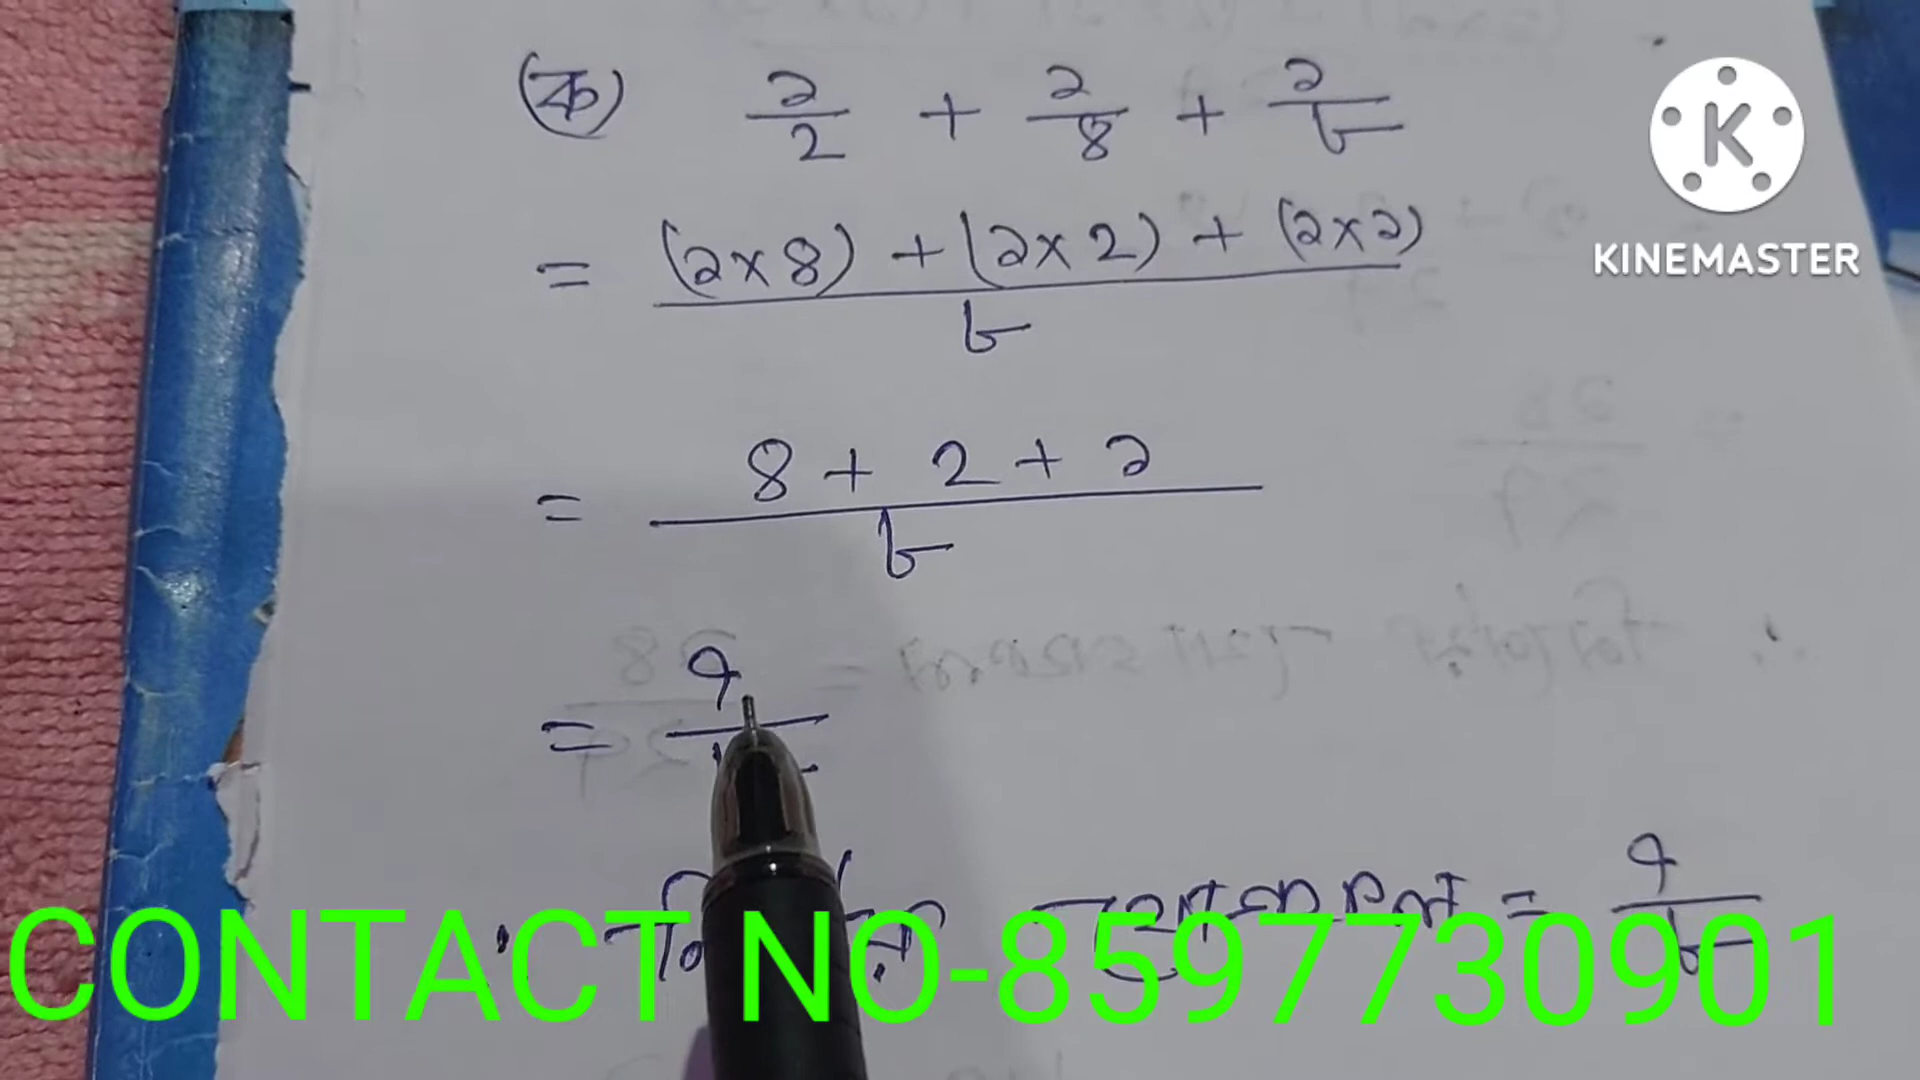 (ক) ১/২ + ১/৪ + ১/৮
= (১×৪) + (১×২) + (১×১) / ৮
= ৪ + ২ + ১ / ৮
= ৭/৮
∴ নির্ণেয় যোগফল = ৭/৮
CONTACT NO-8597730901
K
KINEMASTER